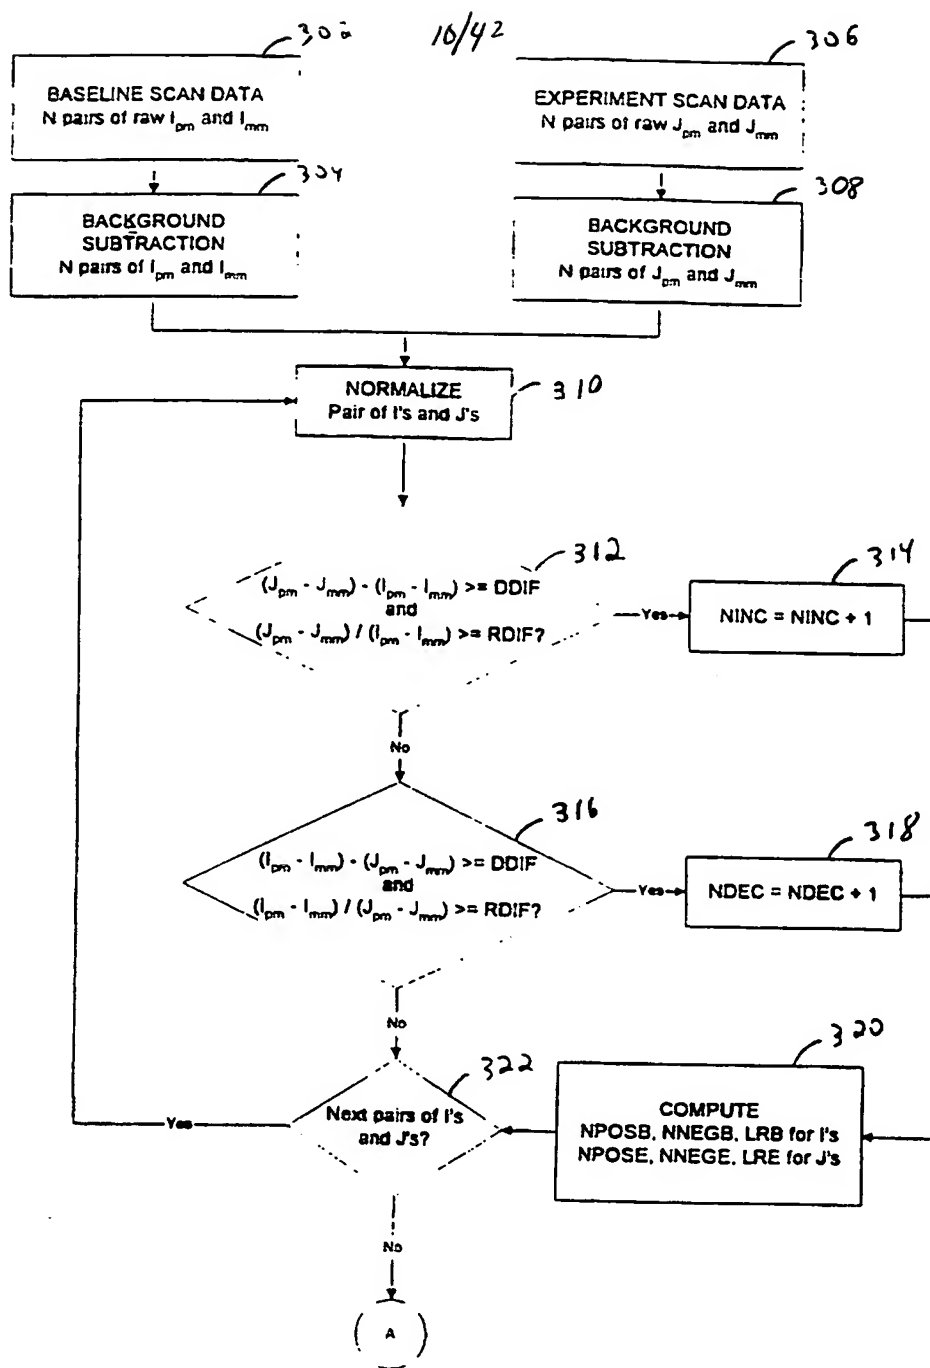 302
10/42
306
BASELINE SCAN DATA
N pairs of raw Ipm and Imm
EXPERIMENT SCAN DATA
N pairs of raw Jpm and Jmm
304
308
BACKGROUND
SUBTRACTION
N pairs of Ipm and Imm
BACKGROUND
SUBTRACTION
N pairs of Jpm and Jmm
NORMALIZE
Pair of I's and J's
310
312
(Jpm - Jmm) - (Ipm - Imm) >= DDIF
and
(Jpm - Jmm) / (Ipm - Imm) >= RDIF?
Yes
314
NINC = NINC + 1
No
316
(Ipm - Imm) - (Jpm - Jmm) >= DDIF
and
(Ipm - Imm) / (Jpm - Jmm) >= RDIF?
Yes
318
NDEC = NDEC + 1
No
322
Next pairs of I's
and J's?
Yes
320
COMPUTE
NPOSB, NNEGB, LRB for I's
NPOSE, NNEGE, LRE for J's
No
A